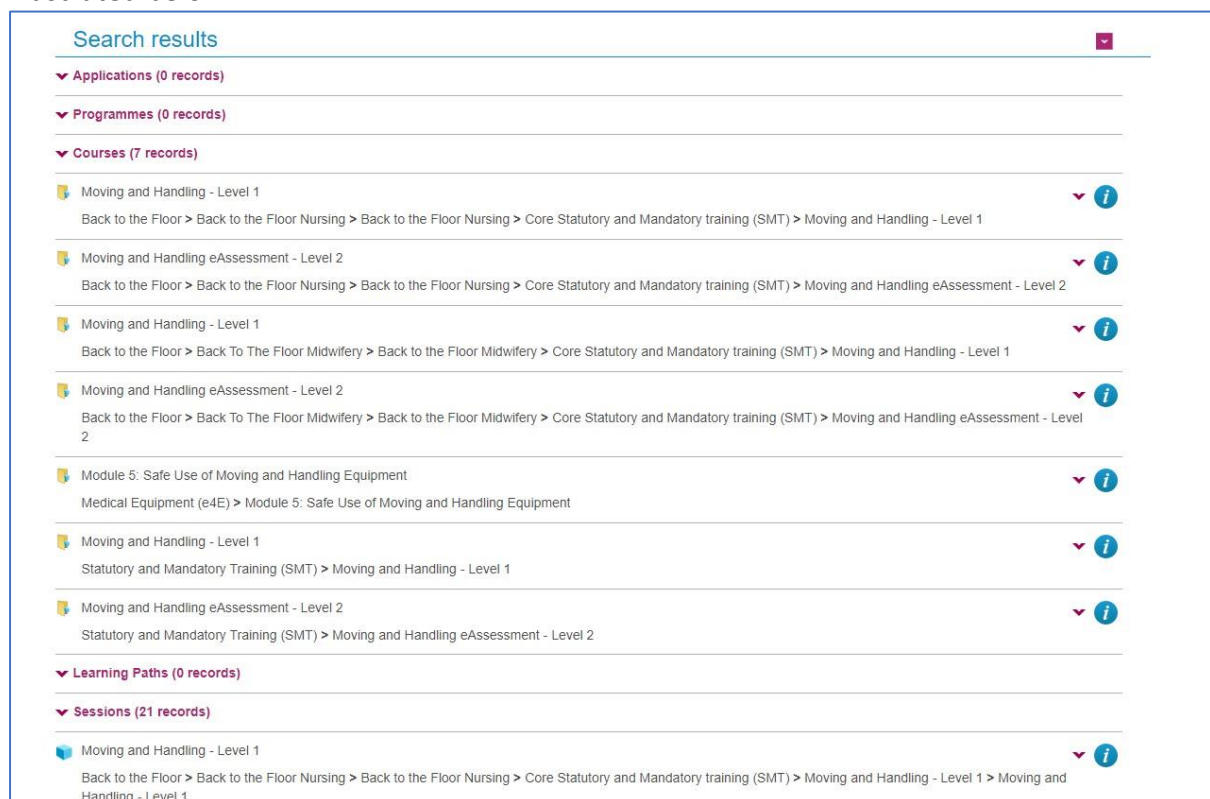 Search results
Applications (0 records)
Programmes (0 records)
Courses (7 records)
Moving and Handling - Level 1
Back to the Floor > Back to the Floor Nursing > Back to the Floor Nursing > Core Statutory and Mandatory training (SMT) > Moving and Handling - Level 1
Moving and Handling eAssessment - Level 2
Back to the Floor > Back to the Floor Nursing > Back to the Floor Nursing > Core Statutory and Mandatory training (SMT) > Moving and Handling eAssessment - Level 2
Moving and Handling - Level 1
Back to the Floor > Back To The Floor Midwifery > Back to the Floor Midwifery > Core Statutory and Mandatory training (SMT) > Moving and Handling - Level 1
Moving and Handling eAssessment - Level 2
Back to the Floor > Back To The Floor Midwifery > Back to the Floor Midwifery > Core Statutory and Mandatory training (SMT) > Moving and Handling eAssessment - Level
2
Module 5: Safe Use of Moving and Handling Equipment
Medical Equipment (e4E) > Module 5: Safe Use of Moving and Handling Equipment
Moving and Handling - Level 1
Statutory and Mandatory Training (SMT) > Moving and Handling - Level 1
Moving and Handling eAssessment - Level 2
Statutory and Mandatory Training (SMT) > Moving and Handling eAssessment - Level 2
Learning Paths (0 records)
Sessions (21 records)
Moving and Handling - Level 1
Back to the Floor > Back to the Floor Nursing > Back to the Floor Nursing > Core Statutory and Mandatory training (SMT) > Moving and Handling - Level 1 > Moving and
Handling - Level 1